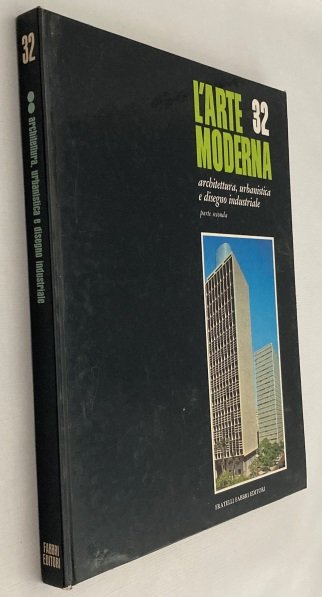 32
architettura, urbanistica e disegno industriale
FABBRI
EDITORI
L'ARTE 32
MODERNA
architettura, urbanistica
e disegno industriale
parte seconda
FRATELLI FABBRI EDITORI